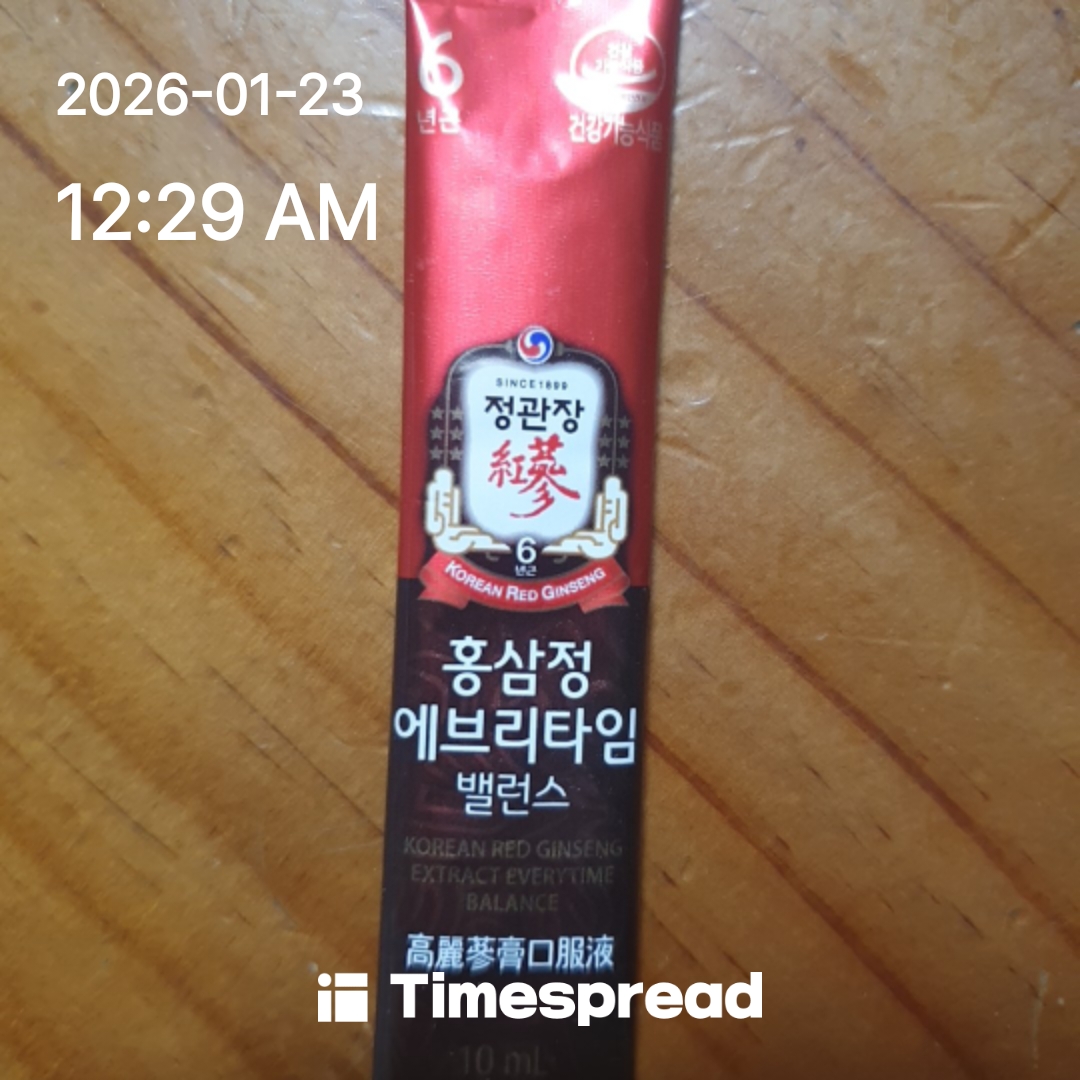 2026-01-23
12:29 AM
6
년근
건강기능식품
SINCE1899
정관장
紅蔘
6
년근
KOREAN RED GINSENG
홍삼정
에브리타임
밸런스
KOREAN RED GINSENG
EXTRACT EVERYTIME
BALANCE
高麗蔘膏口服液
Timespread
10 mL